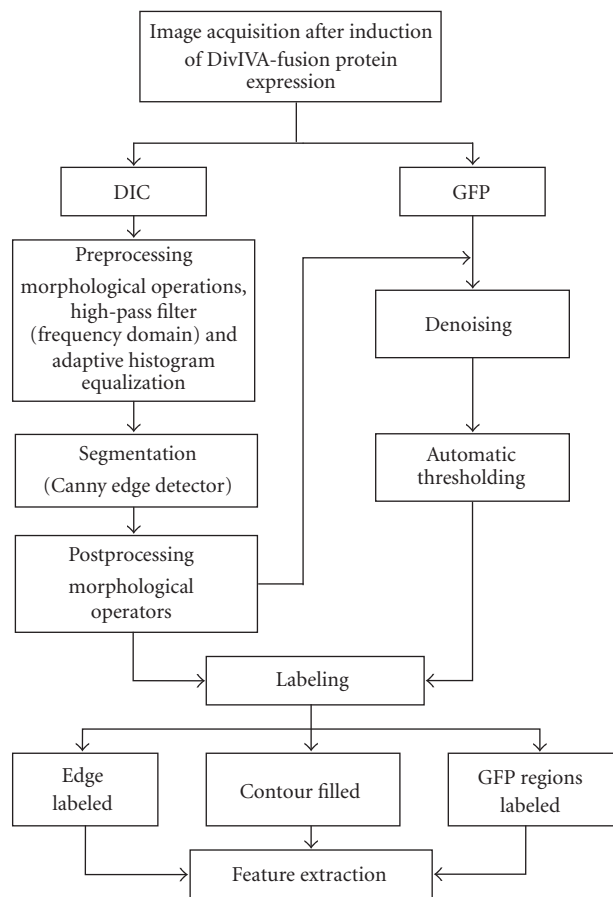 Image acquisition after induction
of DivIVA-fusion protein
expression
DIC
GFP
Preprocessing
morphological operations,
high-pass filter
(frequency domain) and
adaptive histogram
equalization
Denoising
Segmentation
(Canny edge detector)
Automatic
thresholding
Postprocessing
morphological
operators
Labeling
Edge
labeled
Contour filled
GFP regions
labeled
Feature extraction